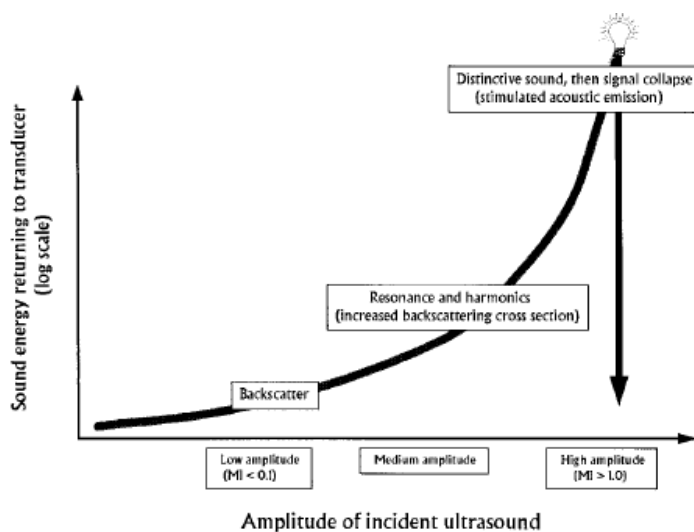 Distinctive sound, then signal collapse
(stimulated acoustic emission)
Sound energy returning to transducer
(log scale)
Resonance and harmonics
(increased backscattering cross section)
Backscatter
Low amplitude
(MI < 0.1)
Medium amplitude
High amplitude
(MI > 1.0)
Amplitude of incident ultrasound